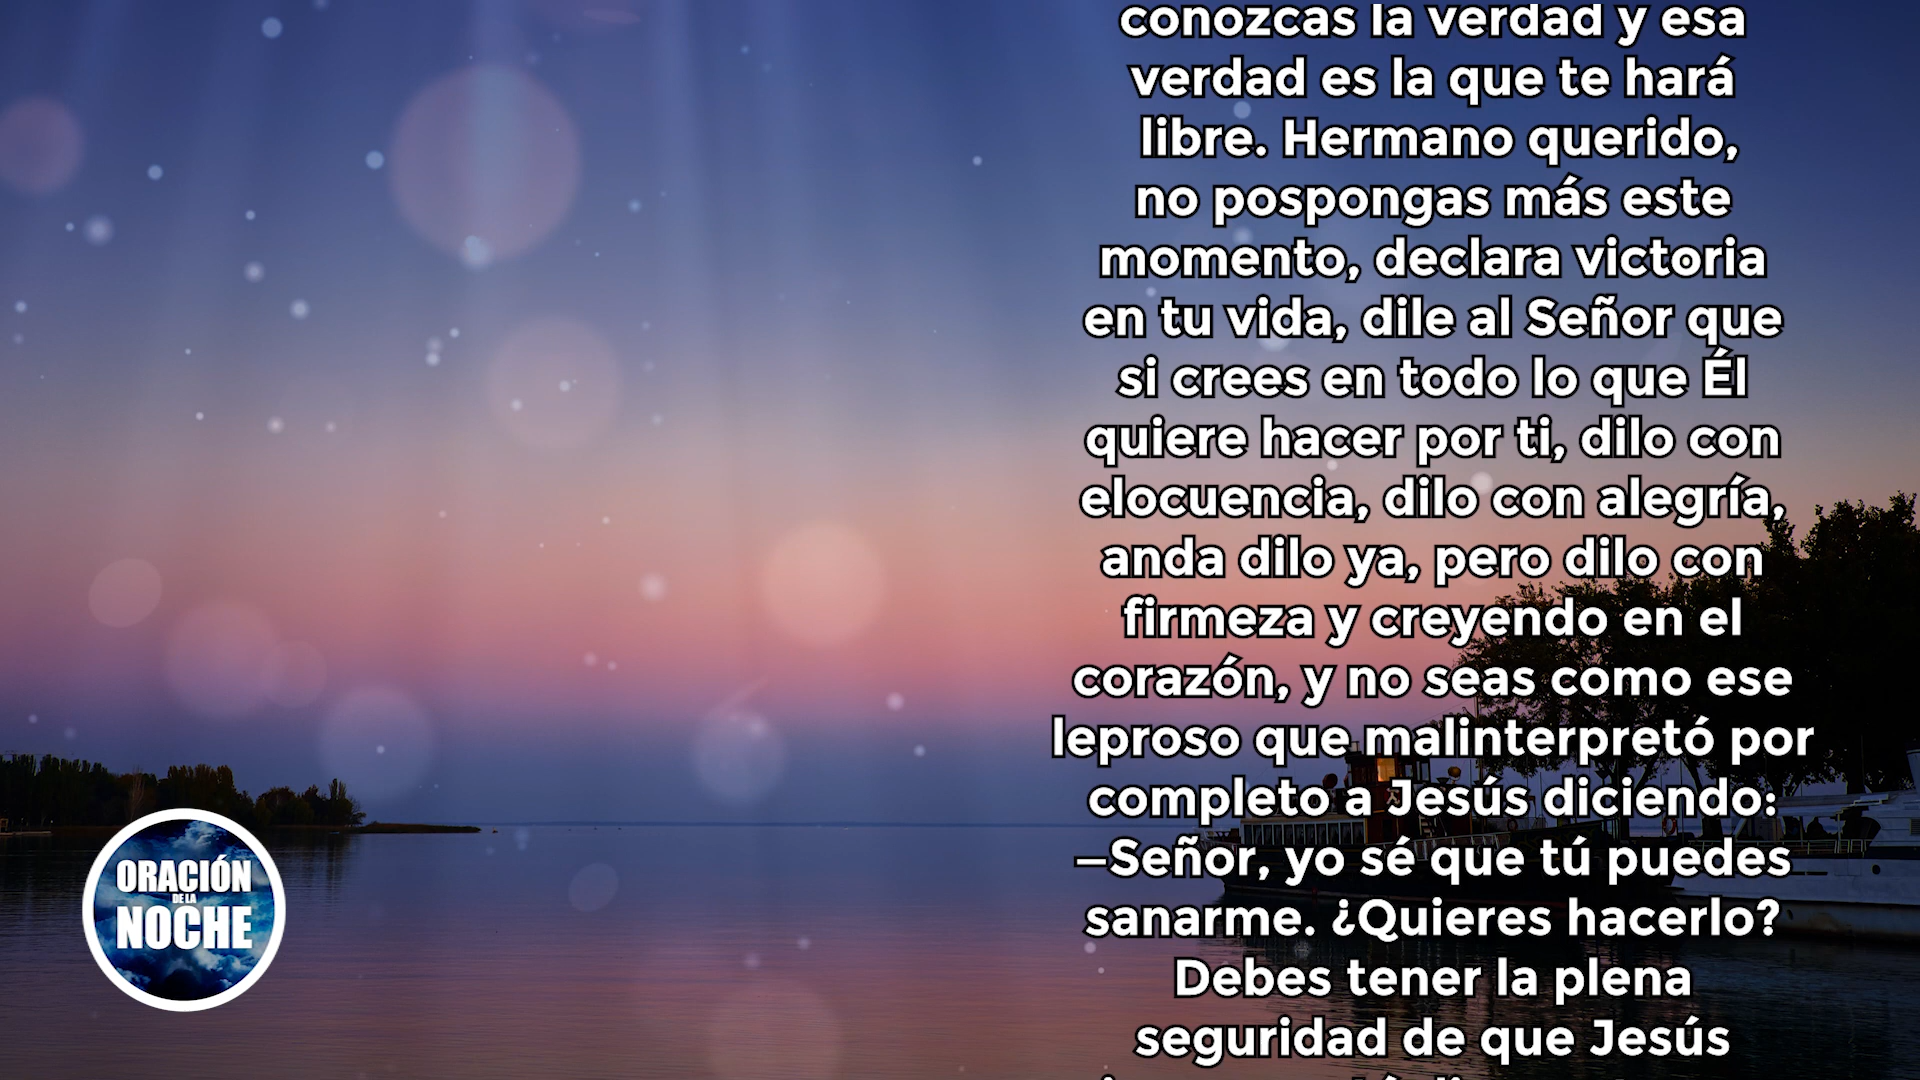 conozcas la verdad y esa
verdad es la que te hará
libre. Hermano querido,
no pospongas más este
momento, declara victoria
en tu vida, dile al Señor que
si crees en todo lo que Él
quiere hacer por ti, dilo con
elocuencia, dilo con alegría,
anda dilo ya, pero dilo con
firmeza y creyendo en el
corazón, y no seas como ese
leproso que malinterpretó por
completo a Jesús diciendo:
—Señor, yo sé que tú puedes
sanarme. ¿Quieres hacerlo?
Debes tener la plena
seguridad de que Jesús
ORACIÓN
DE LA
NOCHE